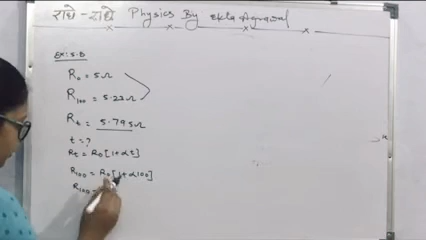 राधे - राधे Physics By Ekta Agrawal
Ex: 5.8
R₀ = 5Ω
R₁₀₀ = 5.23Ω
Rt = 5.795Ω
t = ?
Rt = R₀[1+αt]
R₁₀₀ = R₀[1+α100]
R₁₀₀